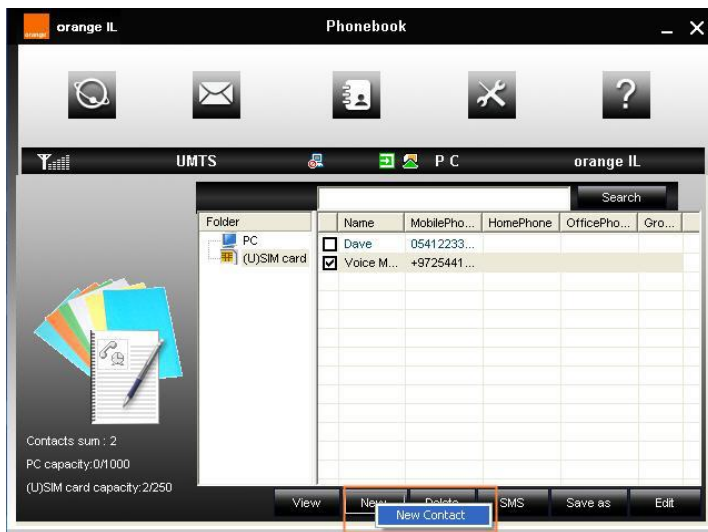 orange
orange IL
Phonebook
UMTS
P C
orange IL
Search
Folder
PC
(U)SIM card
Name MobilePho... HomePhone OfficePho... Gro...
Dave 05412233...
Voice M... +9725441...
Contacts sum : 2
PC capacity:0/1000
(U)SIM card capacity:2/250
View New Delete SMS Save as Edit
New Contact